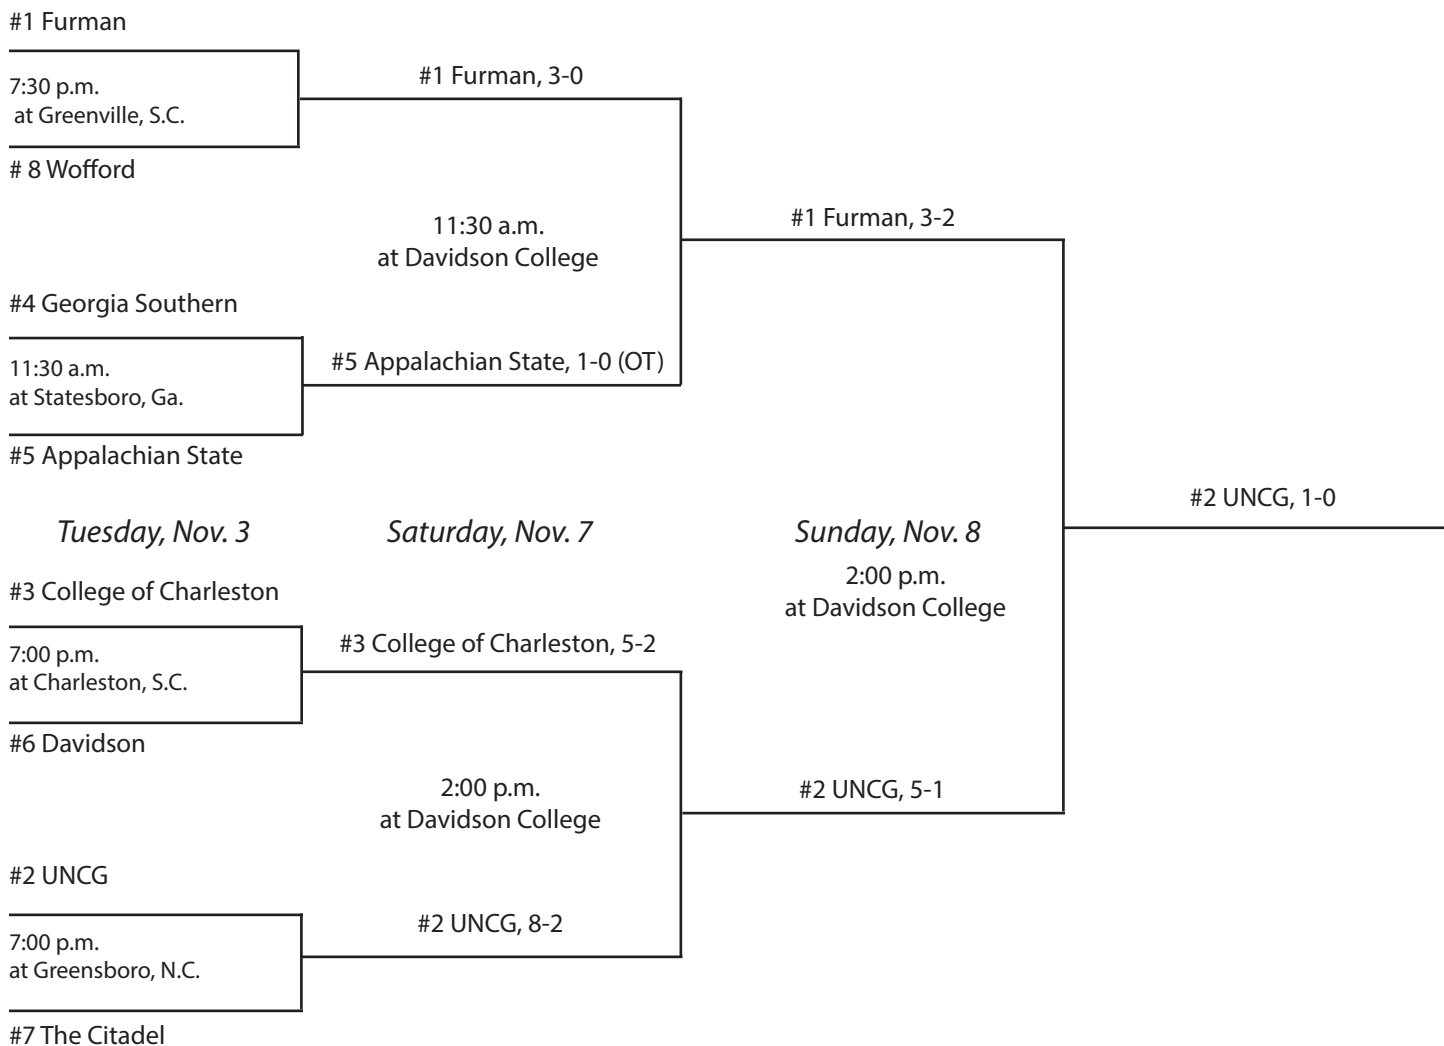 #1 Furman
7:30 p.m.
at Greenville, S.C.
# 8 Wofford
#1 Furman, 3-0
11:30 a.m.
at Davidson College
#1 Furman, 3-2
#4 Georgia Southern
11:30 a.m.
at Statesboro, Ga.
#5 Appalachian State
#5 Appalachian State, 1-0 (OT)
#2 UNCG, 1-0
Tuesday, Nov. 3
Saturday, Nov. 7
Sunday, Nov. 8
2:00 p.m.
at Davidson College
#3 College of Charleston
7:00 p.m.
at Charleston, S.C.
#6 Davidson
#3 College of Charleston, 5-2
2:00 p.m.
at Davidson College
#2 UNCG, 5-1
#2 UNCG
7:00 p.m.
at Greensboro, N.C.
#7 The Citadel
#2 UNCG, 8-2